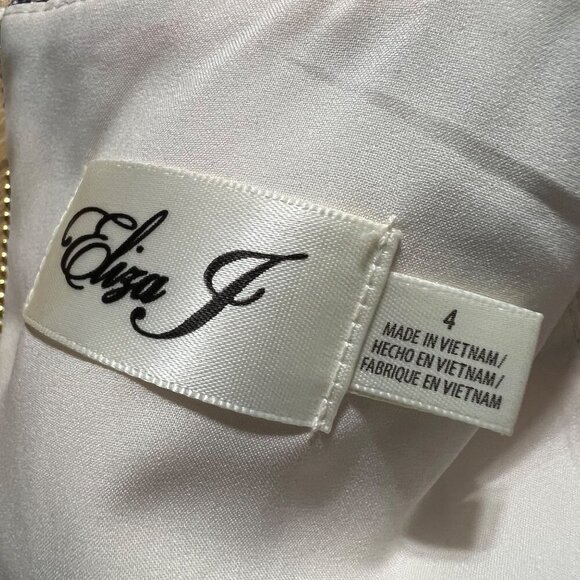 Eliza J
4
MADE IN VIETNAM/
HECHO EN VIETNAM/
FABRIQUE EN VIETNAM